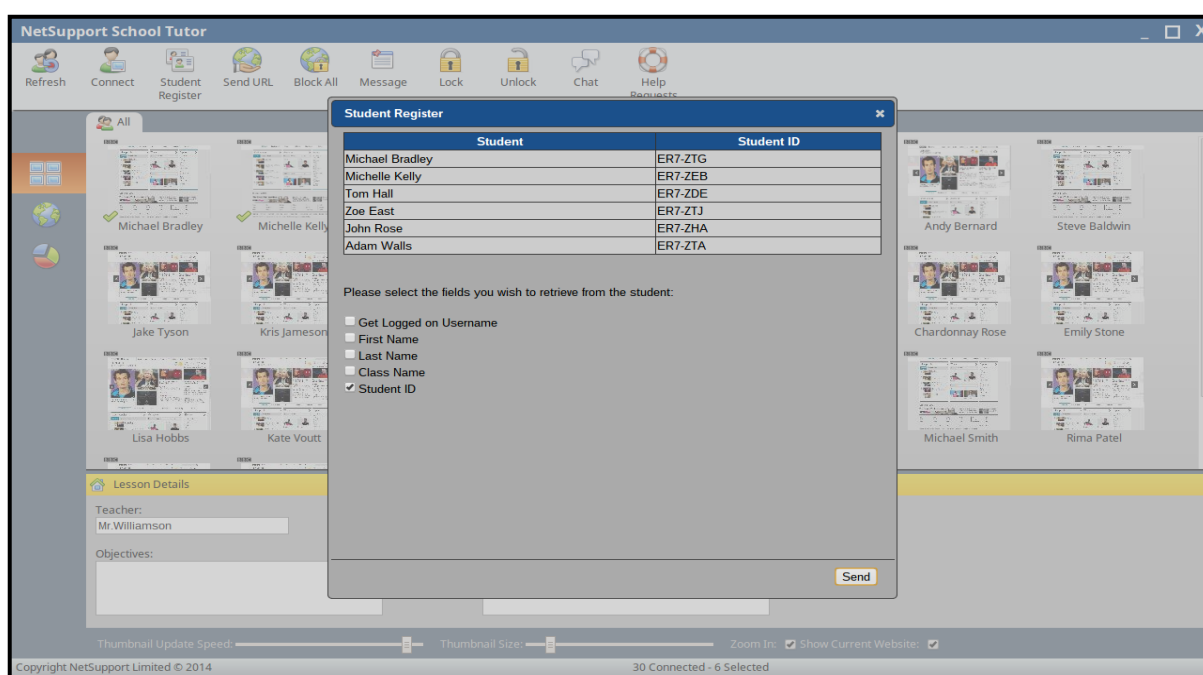 NetSupport School Tutor
Refresh
Connect
Student
Register
Send URL
Block All
Message
Lock
Unlock
Chat
Help
Requests
All
Student Register
Student Student ID
Michael Bradley ER7-ZTG
Michelle Kelly ER7-ZEB
Tom Hall ER7-ZDE
Zoe East ER7-ZTJ
John Rose ER7-ZHA
Adam Walls ER7-ZTA
Please select the fields you wish to retrieve from the student:
Get Logged on Username
First Name
Last Name
Class Name
Student ID
Send
Michael Bradley
Michelle Kelly
Andy Bernard
Steve Baldwin
Jake Tyson
Kris Jameson
Chardonnay Rose
Emily Stone
Lisa Hobbs
Kate Voutt
Michael Smith
Rima Patel
Lesson Details
Teacher:
Mr.Williamson
Objectives:
Thumbnail Update Speed: Thumbnail Size: Zoom In: Show Current Website:
Copyright NetSupport Limited © 2014 30 Connected - 6 Selected